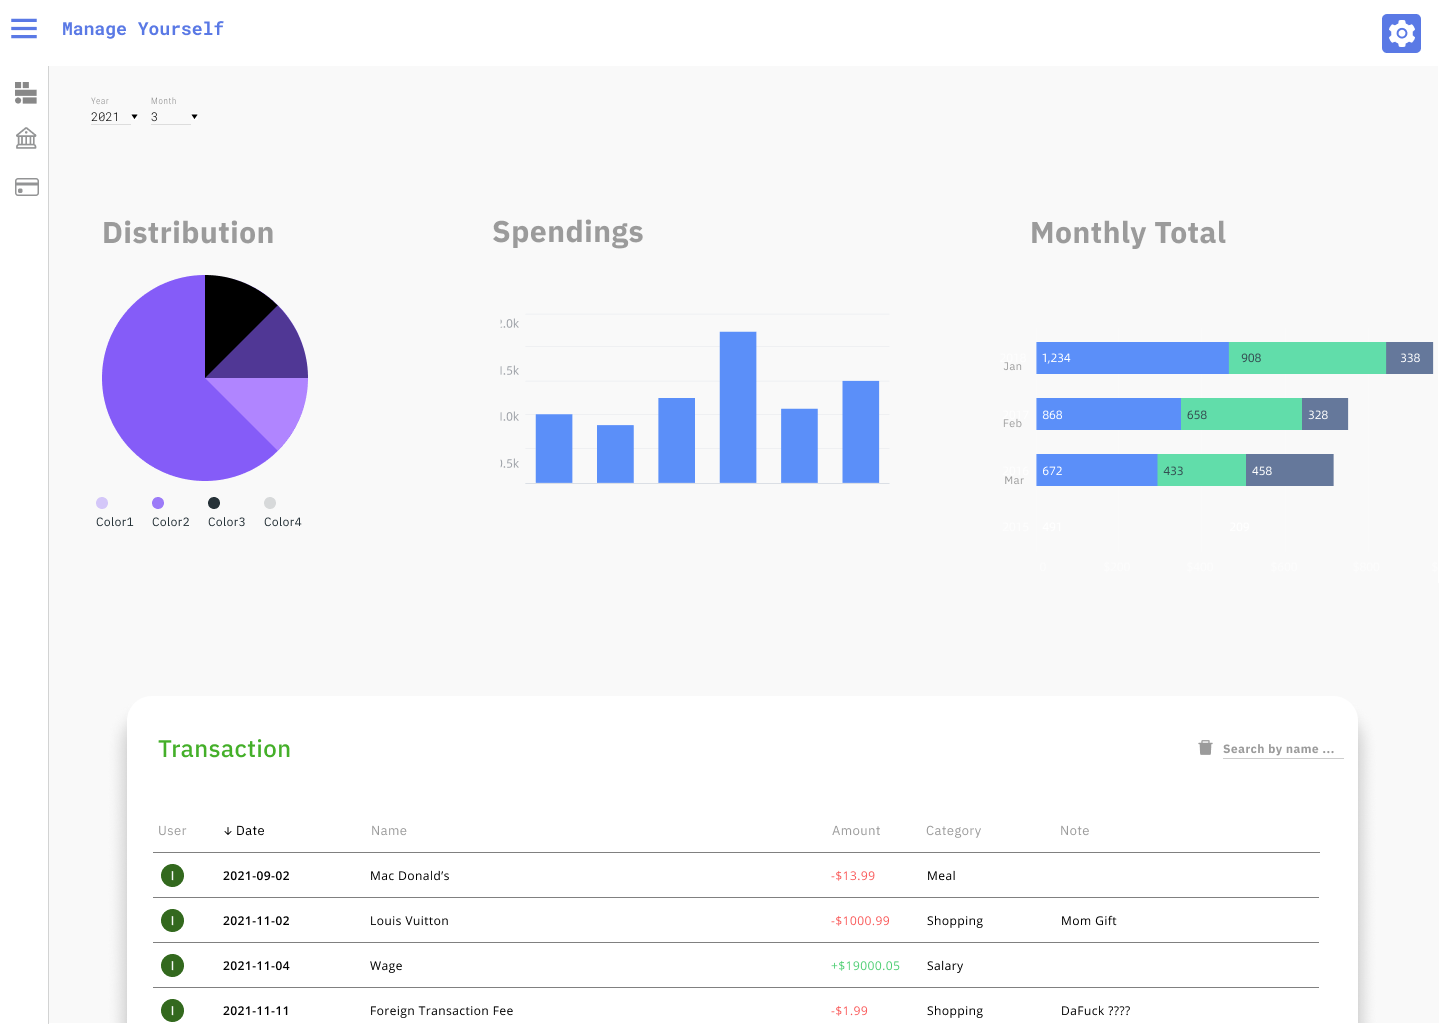 Manage Yourself
Year Month
2021 3
Distribution
Spendings
Monthly Total
Color1 Color2 Color3 Color4
.0k
.5k
.0k
.5k
Jan 1,234 908 338
Feb 868 658 328
Mar 672 433 458
Transaction
Search by name ...
User ↓ Date Name Amount Category Note
I 2021-09-02 Mac Donald's -$13.99 Meal
I 2021-11-02 Louis Vuitton -$1000.99 Shopping Mom Gift
I 2021-11-04 Wage +$19000.05 Salary
I 2021-11-11 Foreign Transaction Fee -$1.99 Shopping DaFuck ????